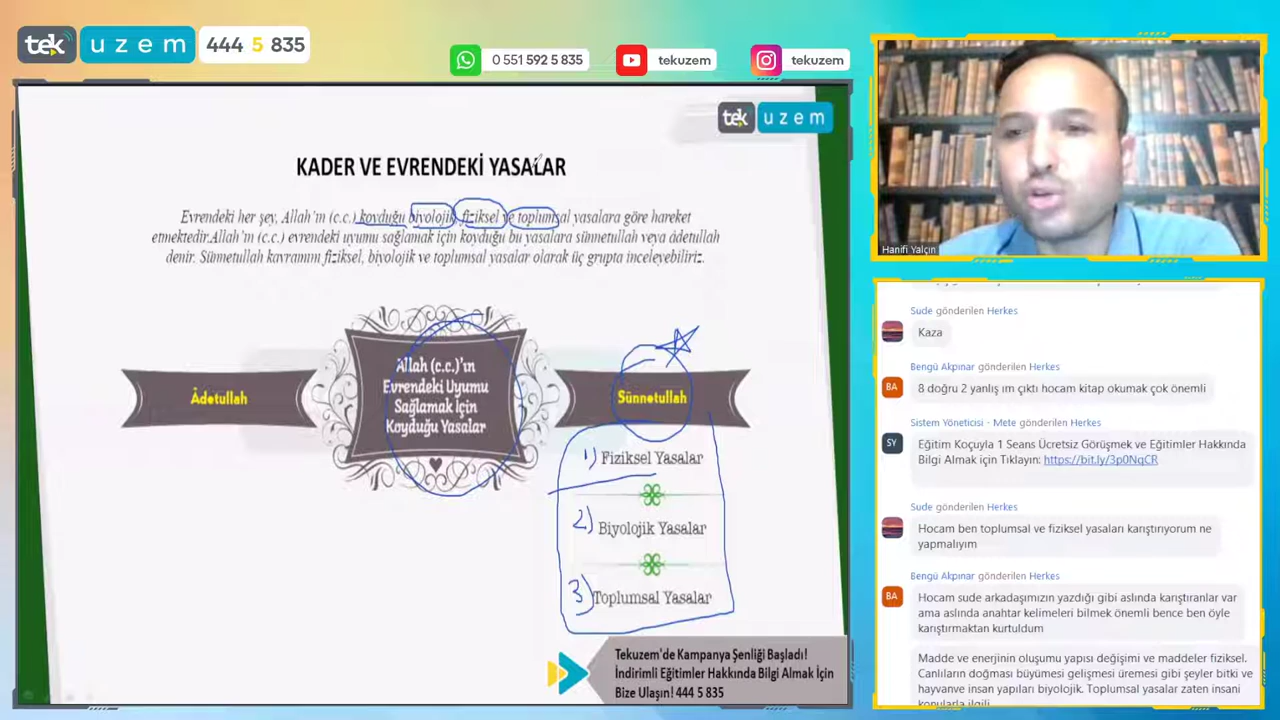 tek uzem 444 5 835
0 551 592 5 835
tekuzem
tekuzem
tek uzem
KADER VE EVRENDEKİ YASALAR
Evrendeki her şey, Allah'ın (c.c.) koyduğu biyolojik fiziksel ve toplumsal yasalara göre hareket
etmektedir.Allah'ın (c.c.) evrendeki uyumu sağlamak için koyduğu bu yasalara sünnetullah veya âdetullah
denir. Sünnetullah kavramını fiziksel, biyolojik ve toplumsal yasalar olarak üç grupta inceleyebiliriz.
Âdetullah
Allah (c.c.)'ın
Evrendeki Uyumu
Sağlamak İçin
Koyduğu Yasalar
Sünnetullah
1) Fiziksel Yasalar
2) Biyolojik Yasalar
3) Toplumsal Yasalar
Tekuzem'de Kampanya Şenliği Başladı!
İndirimli Eğitimler Hakkında Bilgi Almak İçin
Bize Ulaşın! 444 5 835
Hanifi Yalçın
Sude gönderilen Herkes
Kaza
Bengü Akpınar gönderilen Herkes
BA
8 doğru 2 yanlış ım çıktı hocam kitap okumak çok önemli
Sistem Yöneticisi - Mete gönderilen Herkes
SY
Eğitim Koçuyla 1 Seans Ücretsiz Görüşmek ve Eğitimler Hakkında
Bilgi Almak için Tıklayın: https://bit.ly/3p0NqCR
Sude gönderilen Herkes
Hocam ben toplumsal ve fiziksel yasaları karıştırıyorum ne
yapmalıyım
Bengü Akpınar gönderilen Herkes
BA
Hocam sude arkadaşımızın yazdığı gibi aslında karıştıranlar var
ama aslında anahtar kelimeleri bilmek önemli bence ben öyle
karıştırmaktan kurtuldum
Madde ve enerjinin oluşumu yapısı değişimi ve maddeler fiziksel.
Canlıların doğması büyümesi gelişmesi üremesi gibi şeyler bitki ve
hayvanve insan yapıları biyolojik. Toplumsal yasalar zaten insani
konularla ilgili